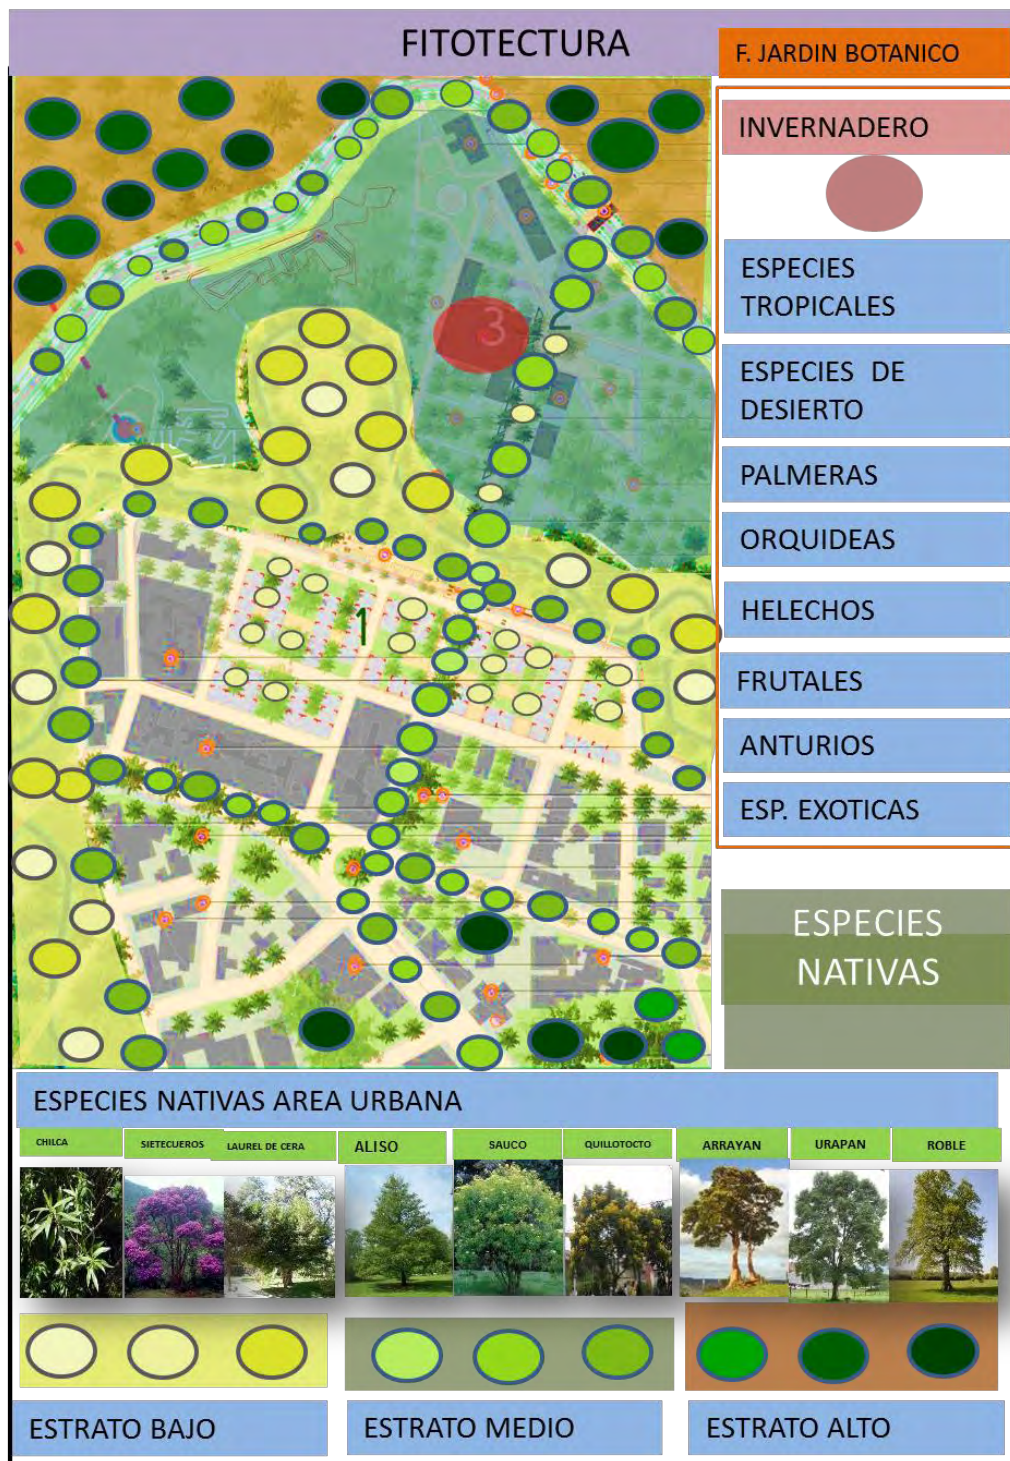 FITOTECTURA
F. JARDIN BOTANICO
INVERNADERO
ESPECIES
TROPICALES
ESPECIES DE
DESIERTO
PALMERAS
ORQUIDEAS
HELECHOS
FRUTALES
ANTURIOS
ESP. EXOTICAS
3
2
1
ESPECIES
NATIVAS
ESPECIES NATIVAS AREA URBANA
CHILCA
SIETECUEROS
LAUREL DE CERA
ALISO
SAUCO
QUILLOTOCTO
ARRAYAN
URAPAN
ROBLE
ESTRATO BAJO
ESTRATO MEDIO
ESTRATO ALTO